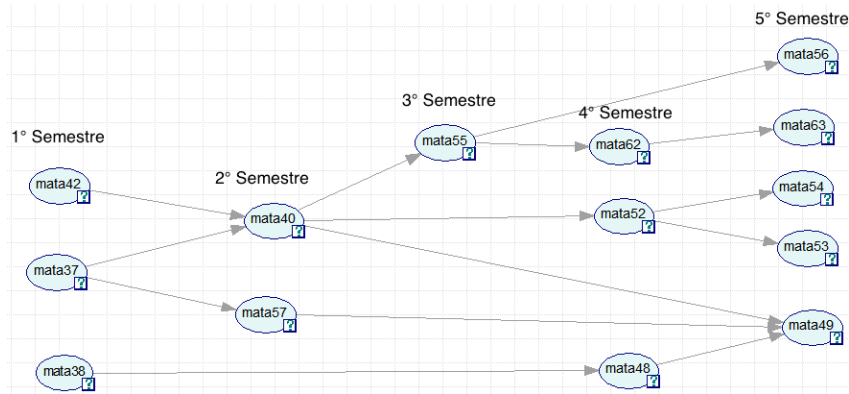 5° Semestre
mata56
3° Semestre
4° Semestre
mata63
1° Semestre
mata55
mata62
2° Semestre
mata42
mata54
mata40
mata52
mata53
mata37
mata57
mata49
mata38
mata48